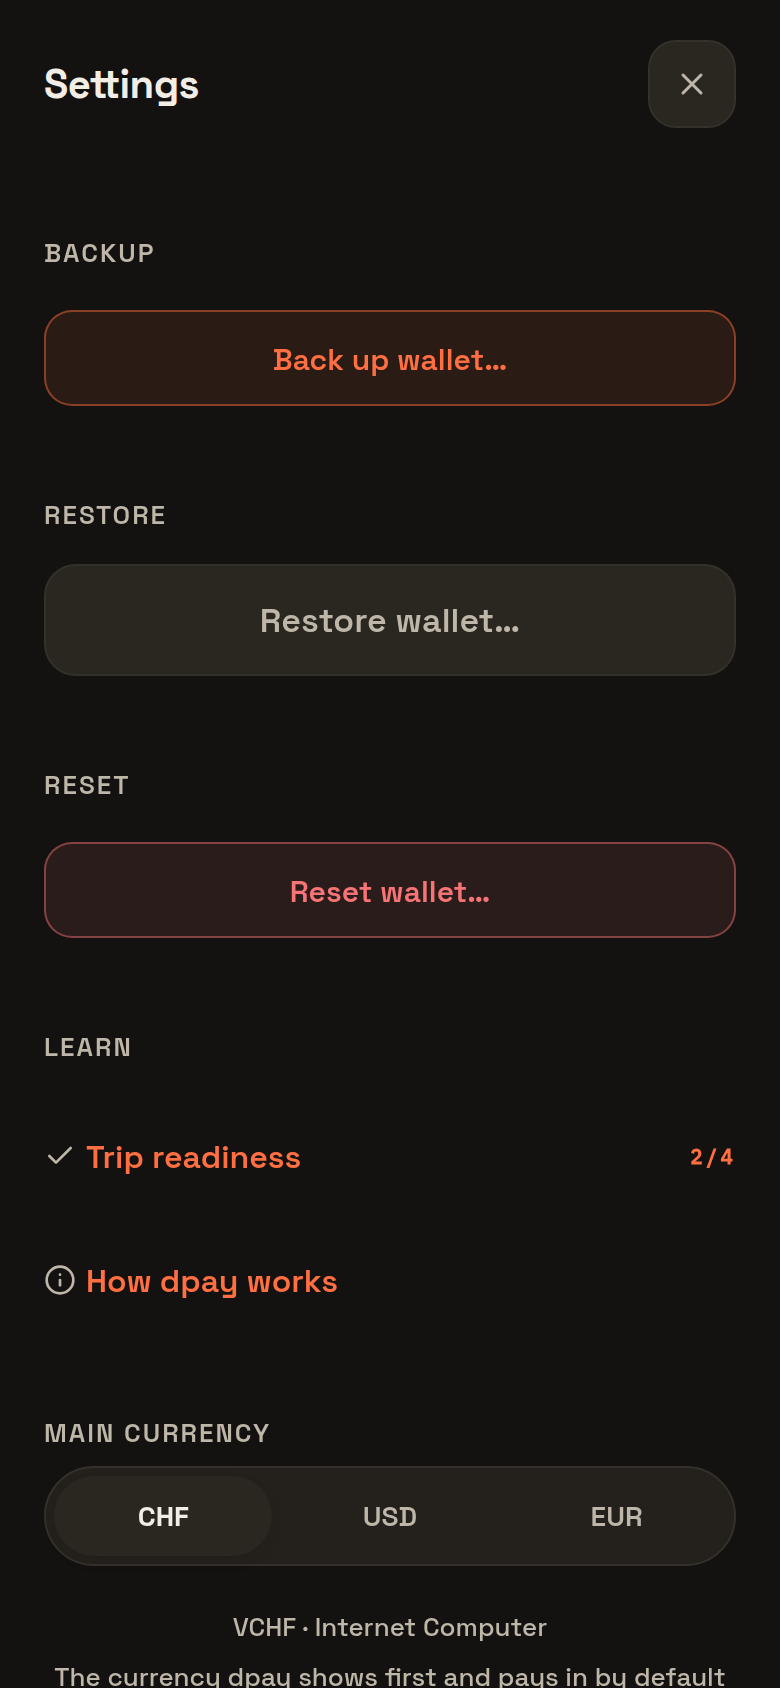 Settings
BACKUP
Back up wallet...
RESTORE
Restore wallet...
RESET
Reset wallet...
LEARN
Trip readiness
2/4
How dpay works
MAIN CURRENCY
CHF USD EUR
VCHF · Internet Computer
The currency dpay shows first and pays in by default